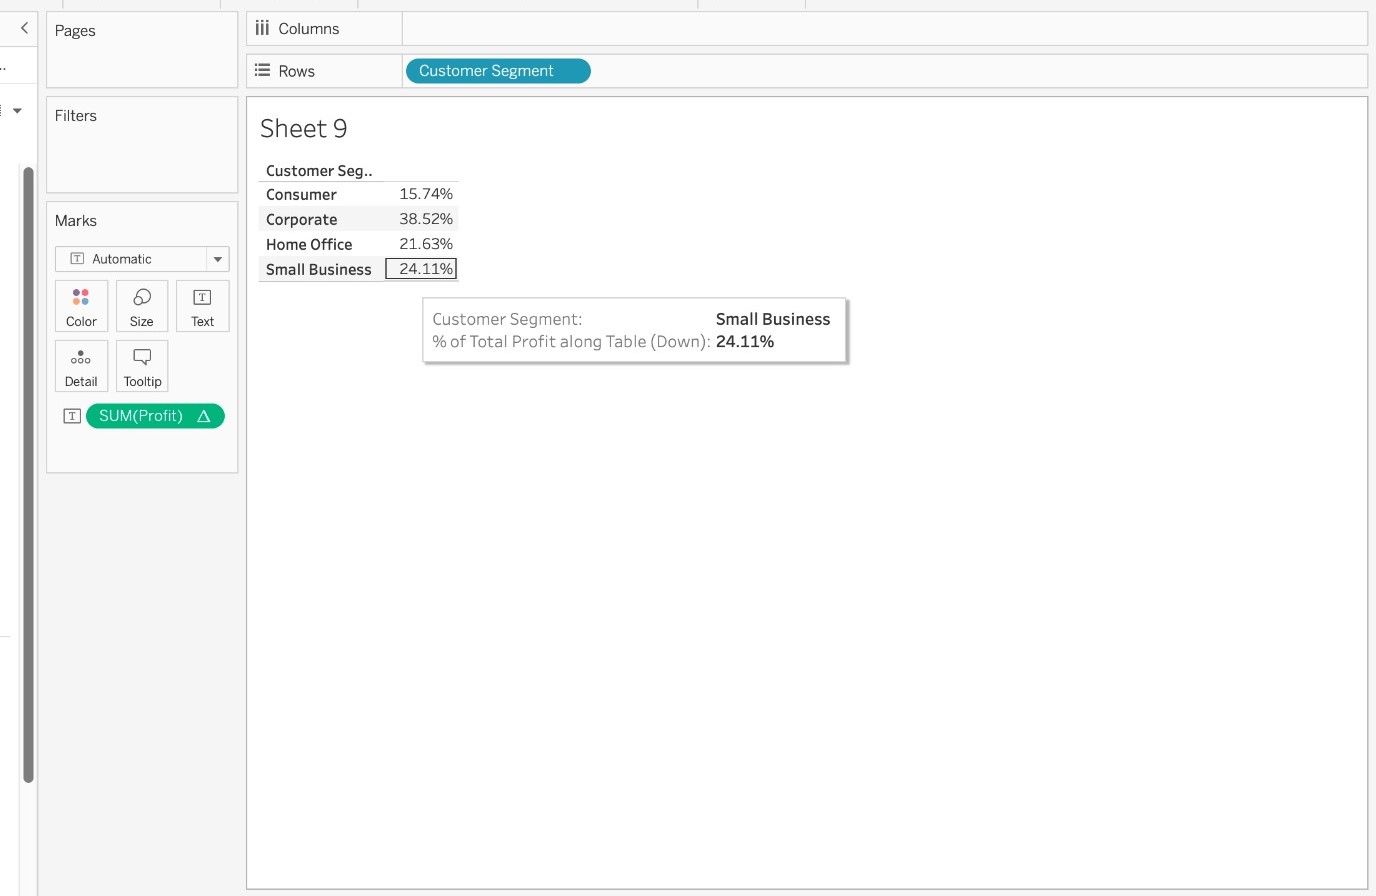 Pages
Columns
Rows
Customer Segment
Filters
Sheet 9
Customer Seg..
Consumer 15.74%
Corporate 38.52%
Home Office 21.63%
Small Business 24.11%
Customer Segment: Small Business
% of Total Profit along Table (Down): 24.11%
Marks
T Automatic
Color
Size
T
Text
Detail
Tooltip
T SUM(Profit) Δ